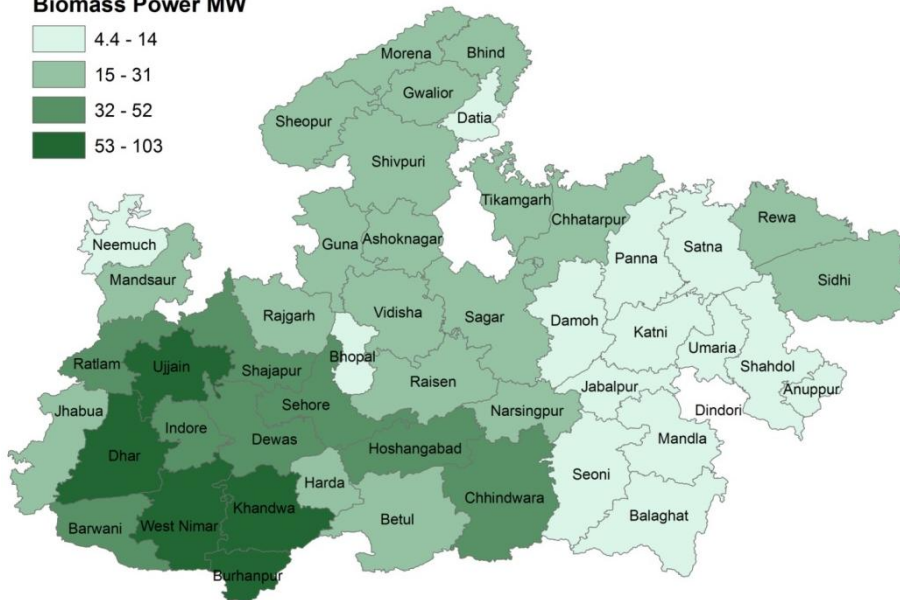 Biomass Power MW
4.4 - 14
15 - 31
32 - 52
53 - 103
Morena
Bhind
Gwalior
Datia
Sheopur
Shivpuri
Tikamgarh
Chhatarpur
Rewa
Neemuch
Guna
Ashoknagar
Panna
Satna
Mandsaur
Sidhi
Rajgarh
Vidisha
Sagar
Damoh
Katni
Umaria
Bhopal
Ratlam
Ujjain
Shajapur
Raisen
Shahdol
Anuppur
Jabalpur
Jhabua
Sehore
Narsingpur
Dindori
Indore
Dewas
Hoshangabad
Mandla
Dhar
Harda
Seoni
Chhindwara
Khandwa
Barwani
West Nimar
Betul
Balaghat
Burhanpur